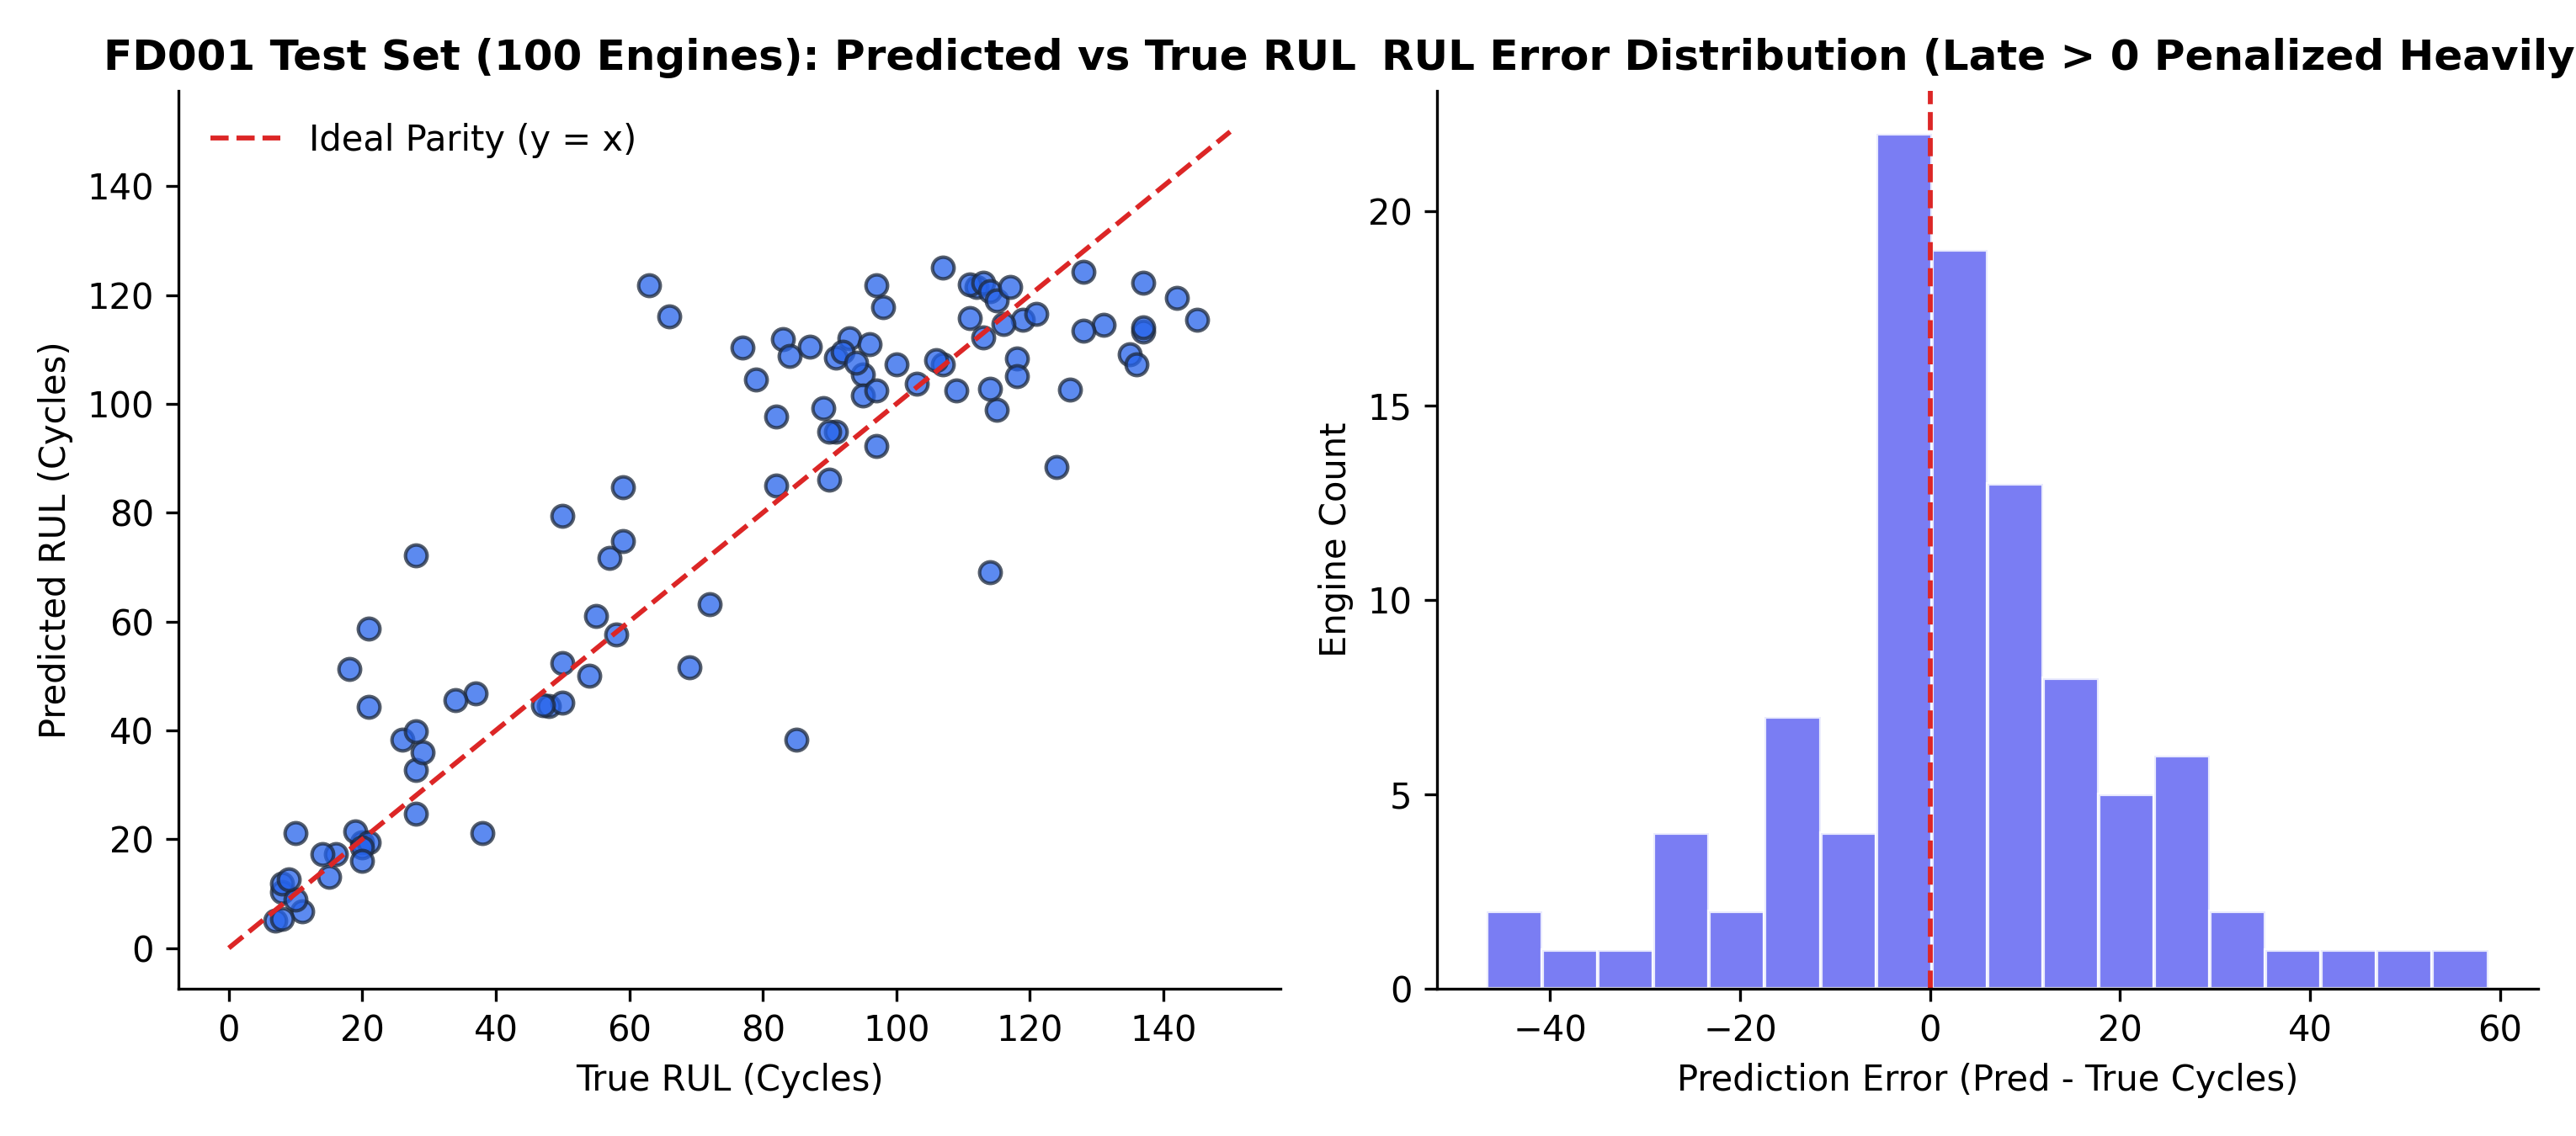 FD001 Test Set (100 Engines): Predicted vs True RUL
Ideal Parity (y = x)
Predicted RUL (Cycles)
140
120
100
80
60
40
20
0
0 20 40 60 80 100 120 140
True RUL (Cycles)
RUL Error Distribution (Late > 0 Penalized Heavily
Engine Count
20
15
10
5
0
−40 −20 0 20 40 60
Prediction Error (Pred - True Cycles)